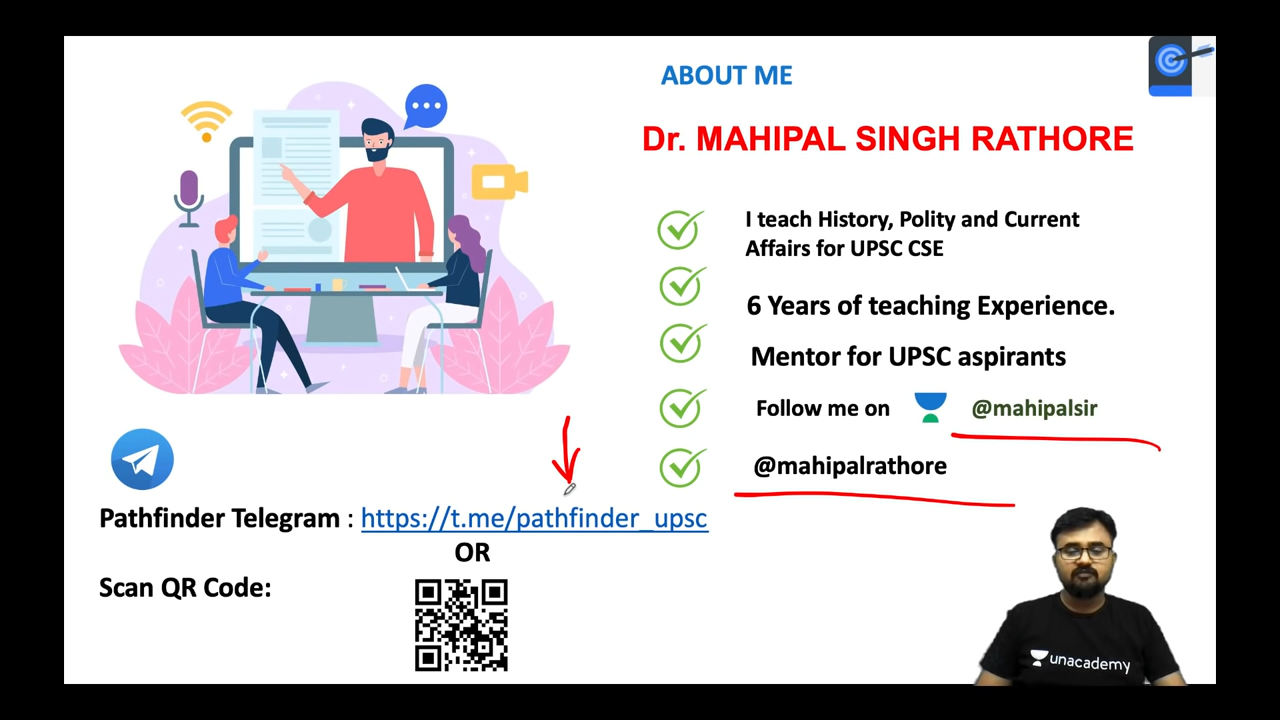 ABOUT ME
Dr. MAHIPAL SINGH RATHORE
I teach History, Polity and Current
Affairs for UPSC CSE
6 Years of teaching Experience.
Mentor for UPSC aspirants
Follow me on @mahipalsir
@mahipalrathore
Pathfinder Telegram : https://t.me/pathfinder_upsc
OR
Scan QR Code:
unacademy